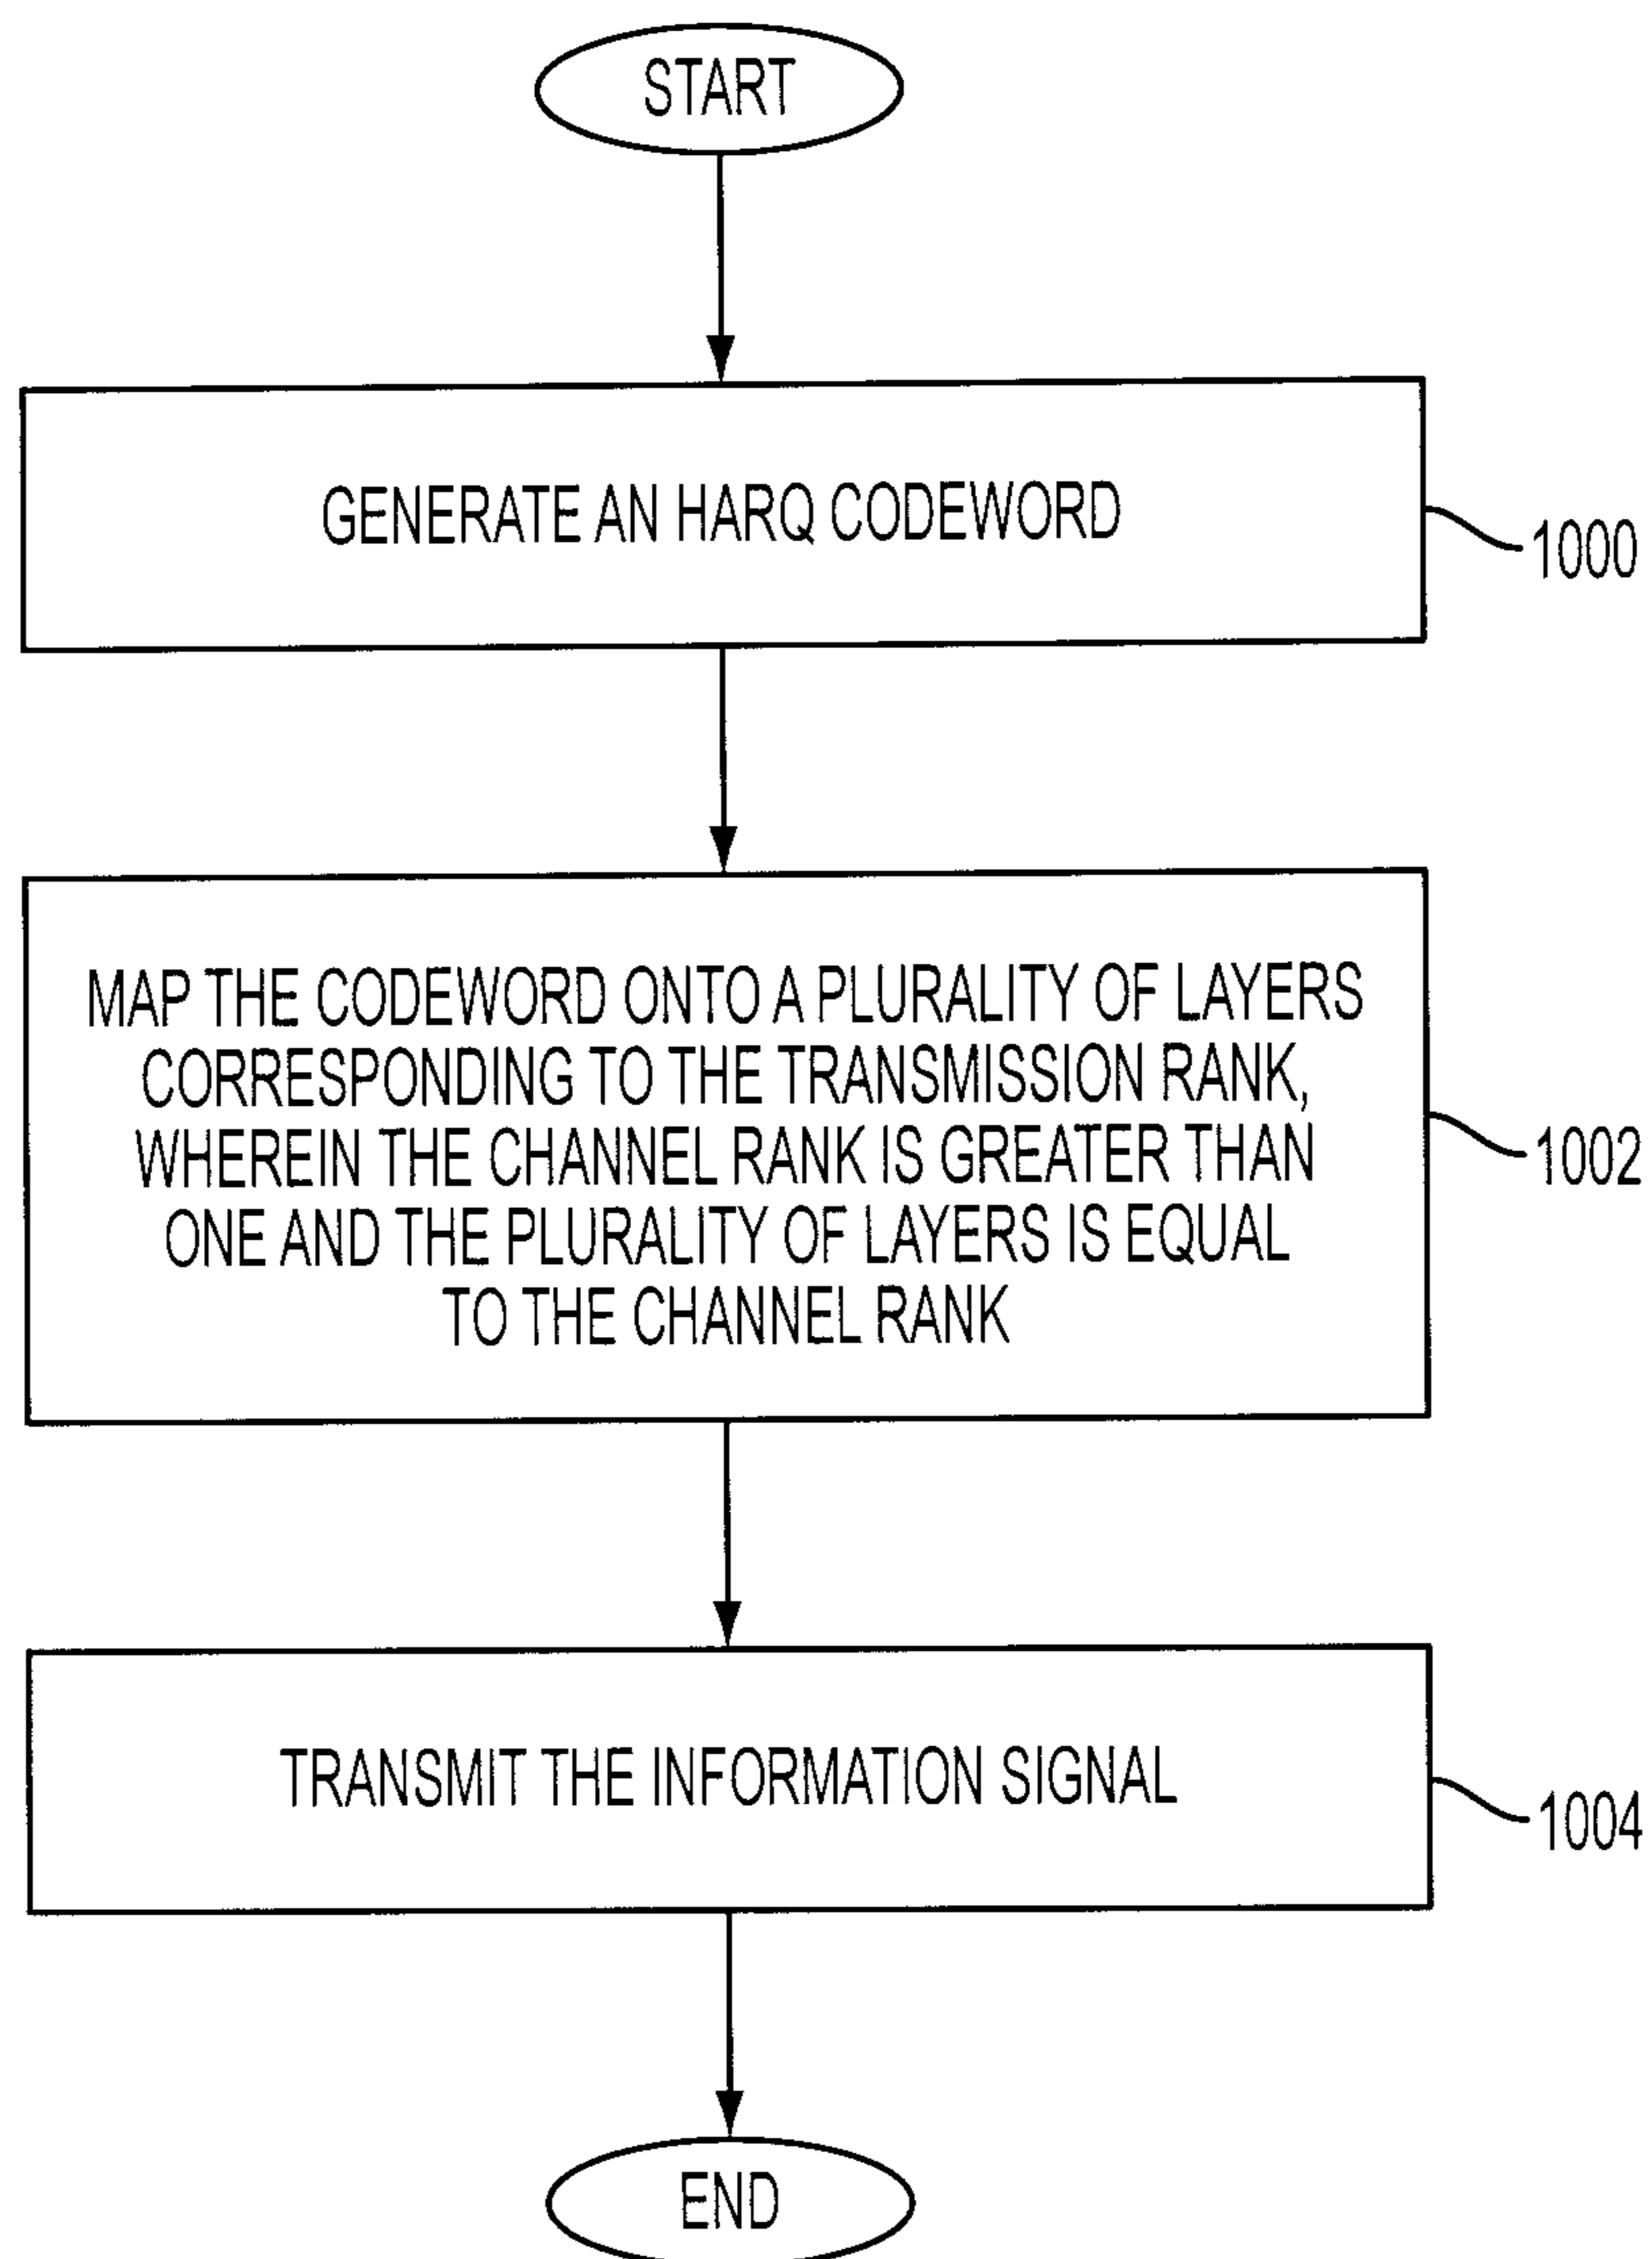 START
GENERATE AN HARQ CODEWORD
1000
MAP THE CODEWORD ONTO A PLURALITY OF LAYERS
CORRESPONDING TO THE TRANSMISSION RANK,
WHEREIN THE CHANNEL RANK IS GREATER THAN
ONE AND THE PLURALITY OF LAYERS IS EQUAL
TO THE CHANNEL RANK
1002
TRANSMIT THE INFORMATION SIGNAL
1004
END